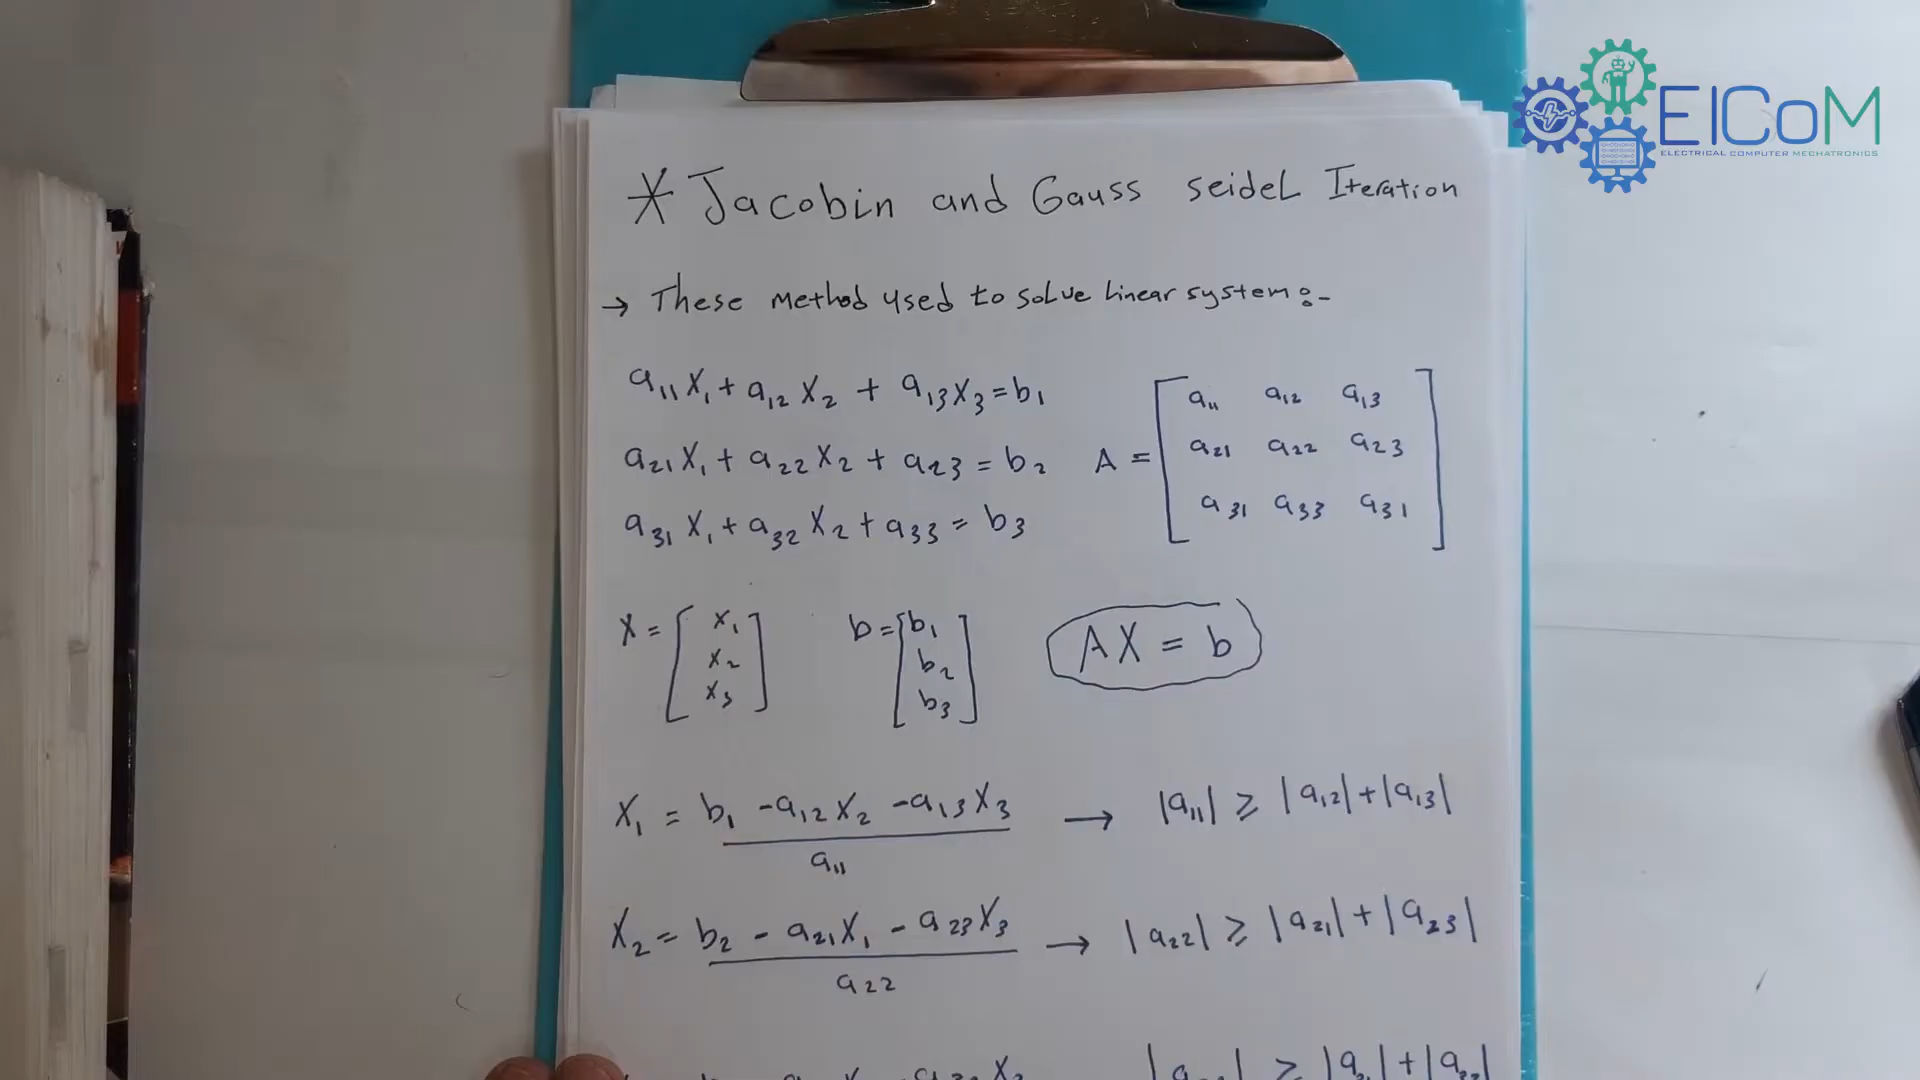 EICoM
ELECTRICAL COMPUTER MECHATRONICS
* Jacobin and Gauss seidel Iteration
→ These method used to solve linear system:-
a11 x1 + a12 x2 + a13 x3 = b1
a21 x1 + a22 x2 + a23 = b2
a31 x1 + a32 x2 + a33 = b3
A = [ a11 a12 a13
a21 a22 a23
a31 a33 a31 ]
X = [ x1
x2
x3 ]
b = [ b1
b2
b3 ]
AX = b
x1 = b1 - a12 x2 - a13 x3 → |a11| ≥ |a12| + |a13|
a11
x2 = b2 - a21 x1 - a23 x3 → |a22| ≥ |a21| + |a23|
a22